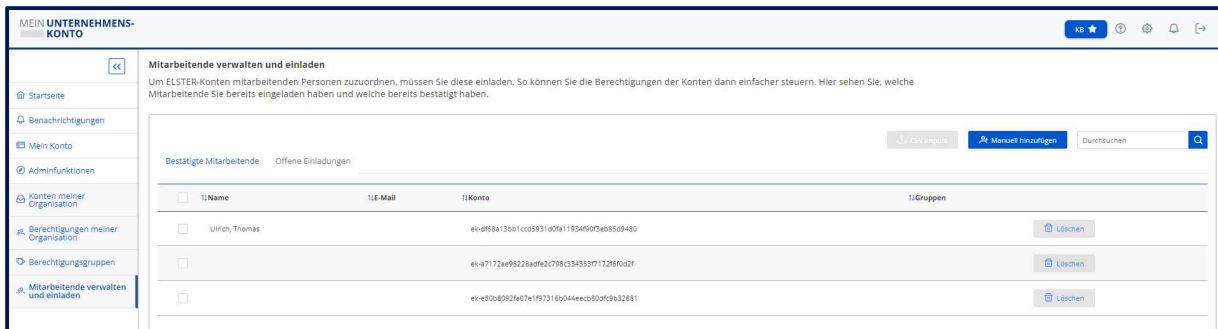 MEIN UNTERNEHMENS-
KONTO
KB
Mitarbeitende verwalten und einladen
Um ELSTER-Konten mitarbeitenden Personen zuzuordnen, müssen Sie diese einladen. So können Sie die Berechtigungen der Konten dann einfacher steuern. Hier sehen Sie, welche
Mitarbeitende Sie bereits eingeladen haben und welche bereits bestätigt haben.
Startseite
Benachrichtigungen
Mein Konto
Adminfunktionen
Konten meiner
Organisation
Berechtigungen meiner
Organisation
Berechtigungsgruppen
Mitarbeitende verwalten
und einladen
CSV Import
Manuell hinzufügen
Durchsuchen
Bestätigte Mitarbeitende
Offene Einladungen
Name E-Mail Konto Gruppen
Ulrich, Thomas ek-df68a13bb1ccd5931d0fa11934f90f3eb85d9480 Löschen
ek-a7172ae98228adfe2c798c334353f7172f6f0d2f Löschen
ek-e80b8092fa07e1f97316b044eecb80dfc9b32881 Löschen